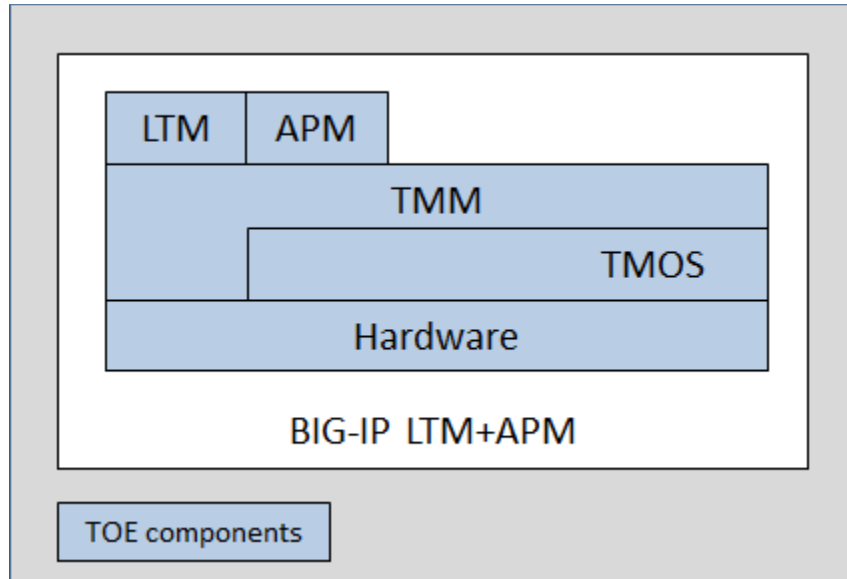 LTM APM
TMM
TMOS
Hardware
BIG-IP LTM+APM
TOE components